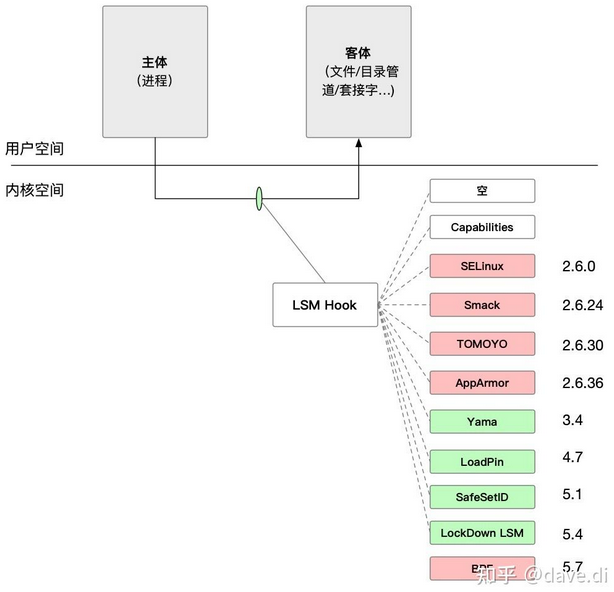 主体
（进程）
客体
（文件/目录管
道/套接字...)
用户空间
内核空间
空
Capabilities
SELinux 2.6.0
LSM Hook
Smack 2.6.24
TOMOYO 2.6.30
AppArmor 2.6.36
Yama 3.4
LoadPin 4.7
SafeSetID 5.1
LockDown LSM 5.4
BPF 5.7
知乎 @dave.di